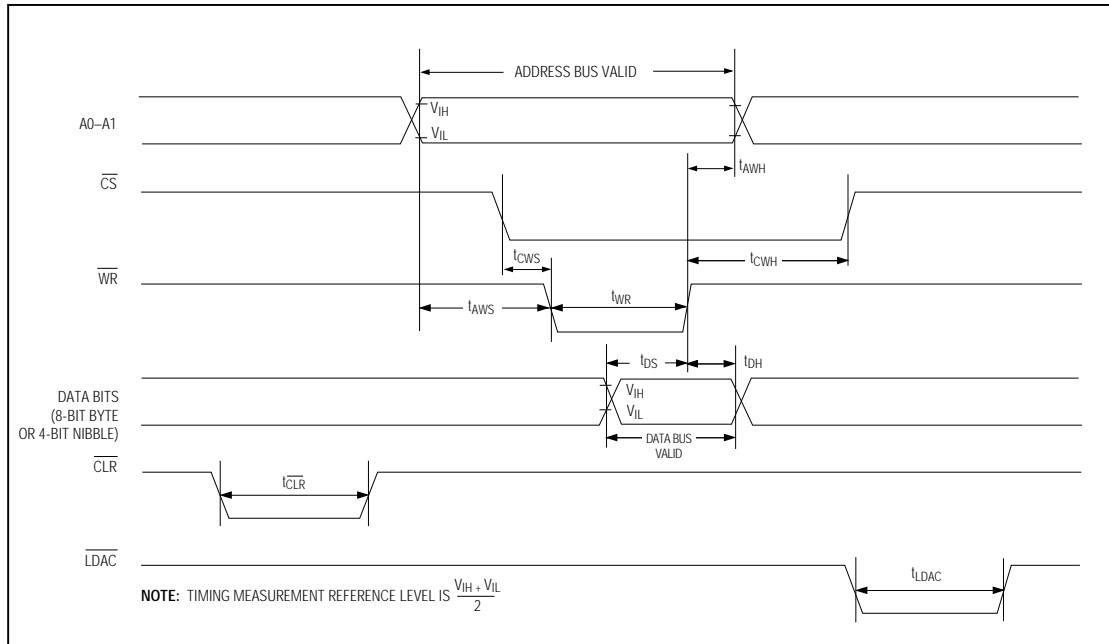 ADDRESS BUS VALID
A0–A1
VIH
VIL
tAWH
CS
tCWS
tCWH
WR
tAWS
tWR
tDS
tDH
DATA BITS
(8-BIT BYTE
OR 4-BIT NIBBLE)
VIH
VIL
DATA BUS
VALID
CLR
tCLR
LDAC
tLDAC
NOTE: TIMING MEASUREMENT REFERENCE LEVEL IS VIH + VIL
2